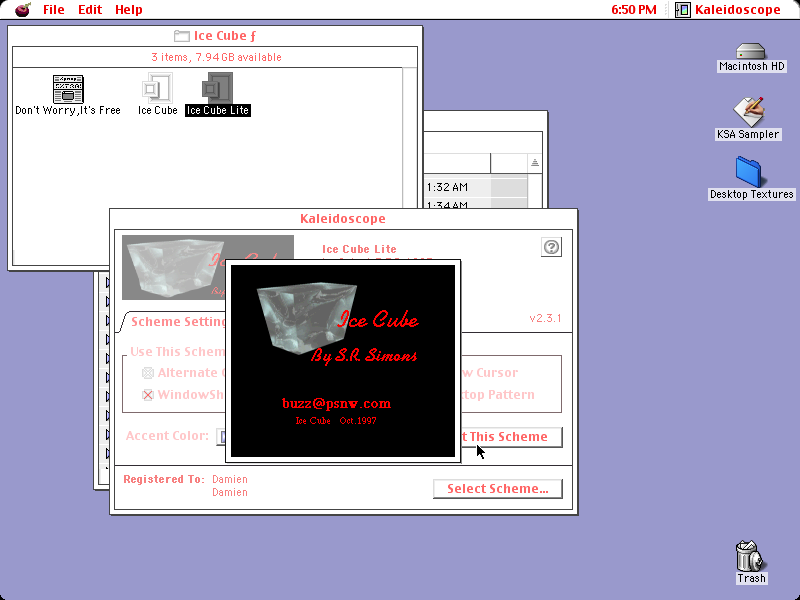 File Edit Help
6:50 PM
Kaleidoscope
Ice Cube ƒ
3 items, 7.94 GB available
Don't Worry,It's Free
Ice Cube
Ice Cube Lite
Macintosh HD
KSA Sampler
Desktop Textures
1:32 AM
1:34 AM
Kaleidoscope
Ice Cube Lite
v2.3.1
Scheme Setting
Use This Schem
Alternate
WindowSh
w Cursor
top Pattern
Accent Color:
t This Scheme
Ice Cube
By S.R. Simons
buzz@psnw.com
Ice Cube Oct.1997
Registered To: Damien
Damien
Select Scheme...
Trash